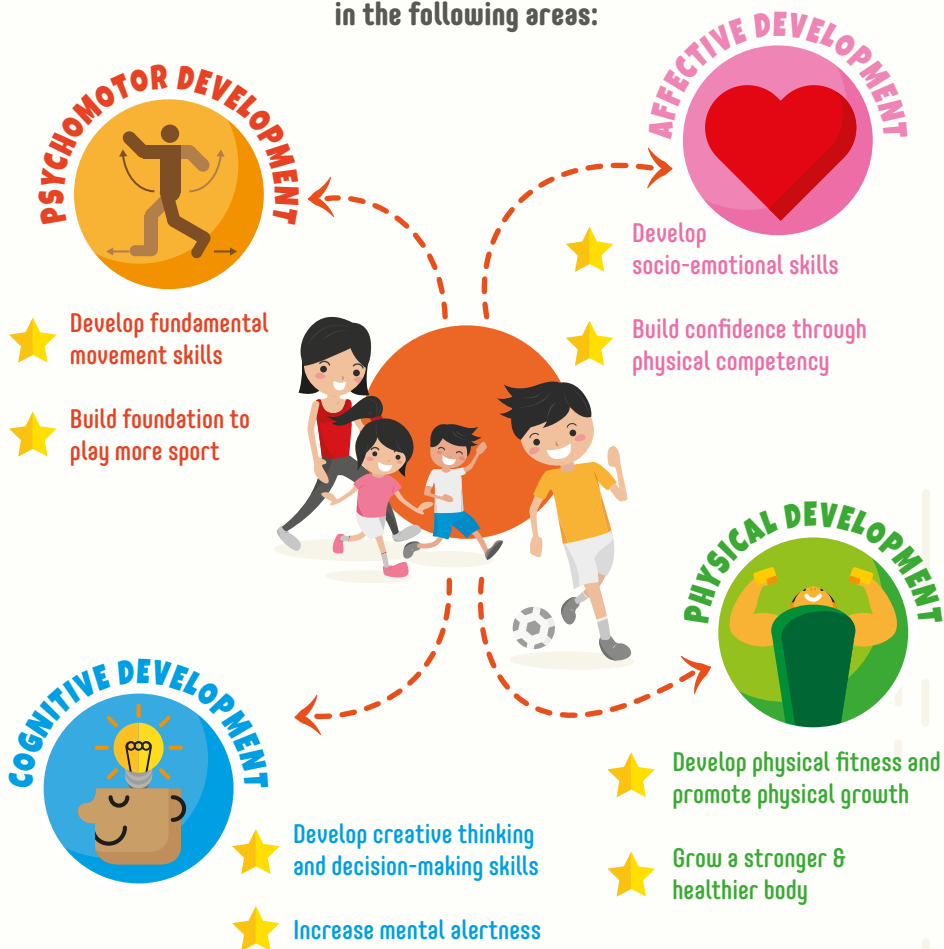 in the following areas:
PSYCHOMOTOR DEVELOPMENT
Develop fundamental
movement skills
Build foundation to
play more sport
AFFECTIVE DEVELOPMENT
Develop
socio-emotional skills
Build confidence through
physical competency
COGNITIVE DEVELOPMENT
Develop creative thinking
and decision-making skills
Increase mental alertness
PHYSICAL DEVELOPMENT
Develop physical fitness and
promote physical growth
Grow a stronger &
healthier body